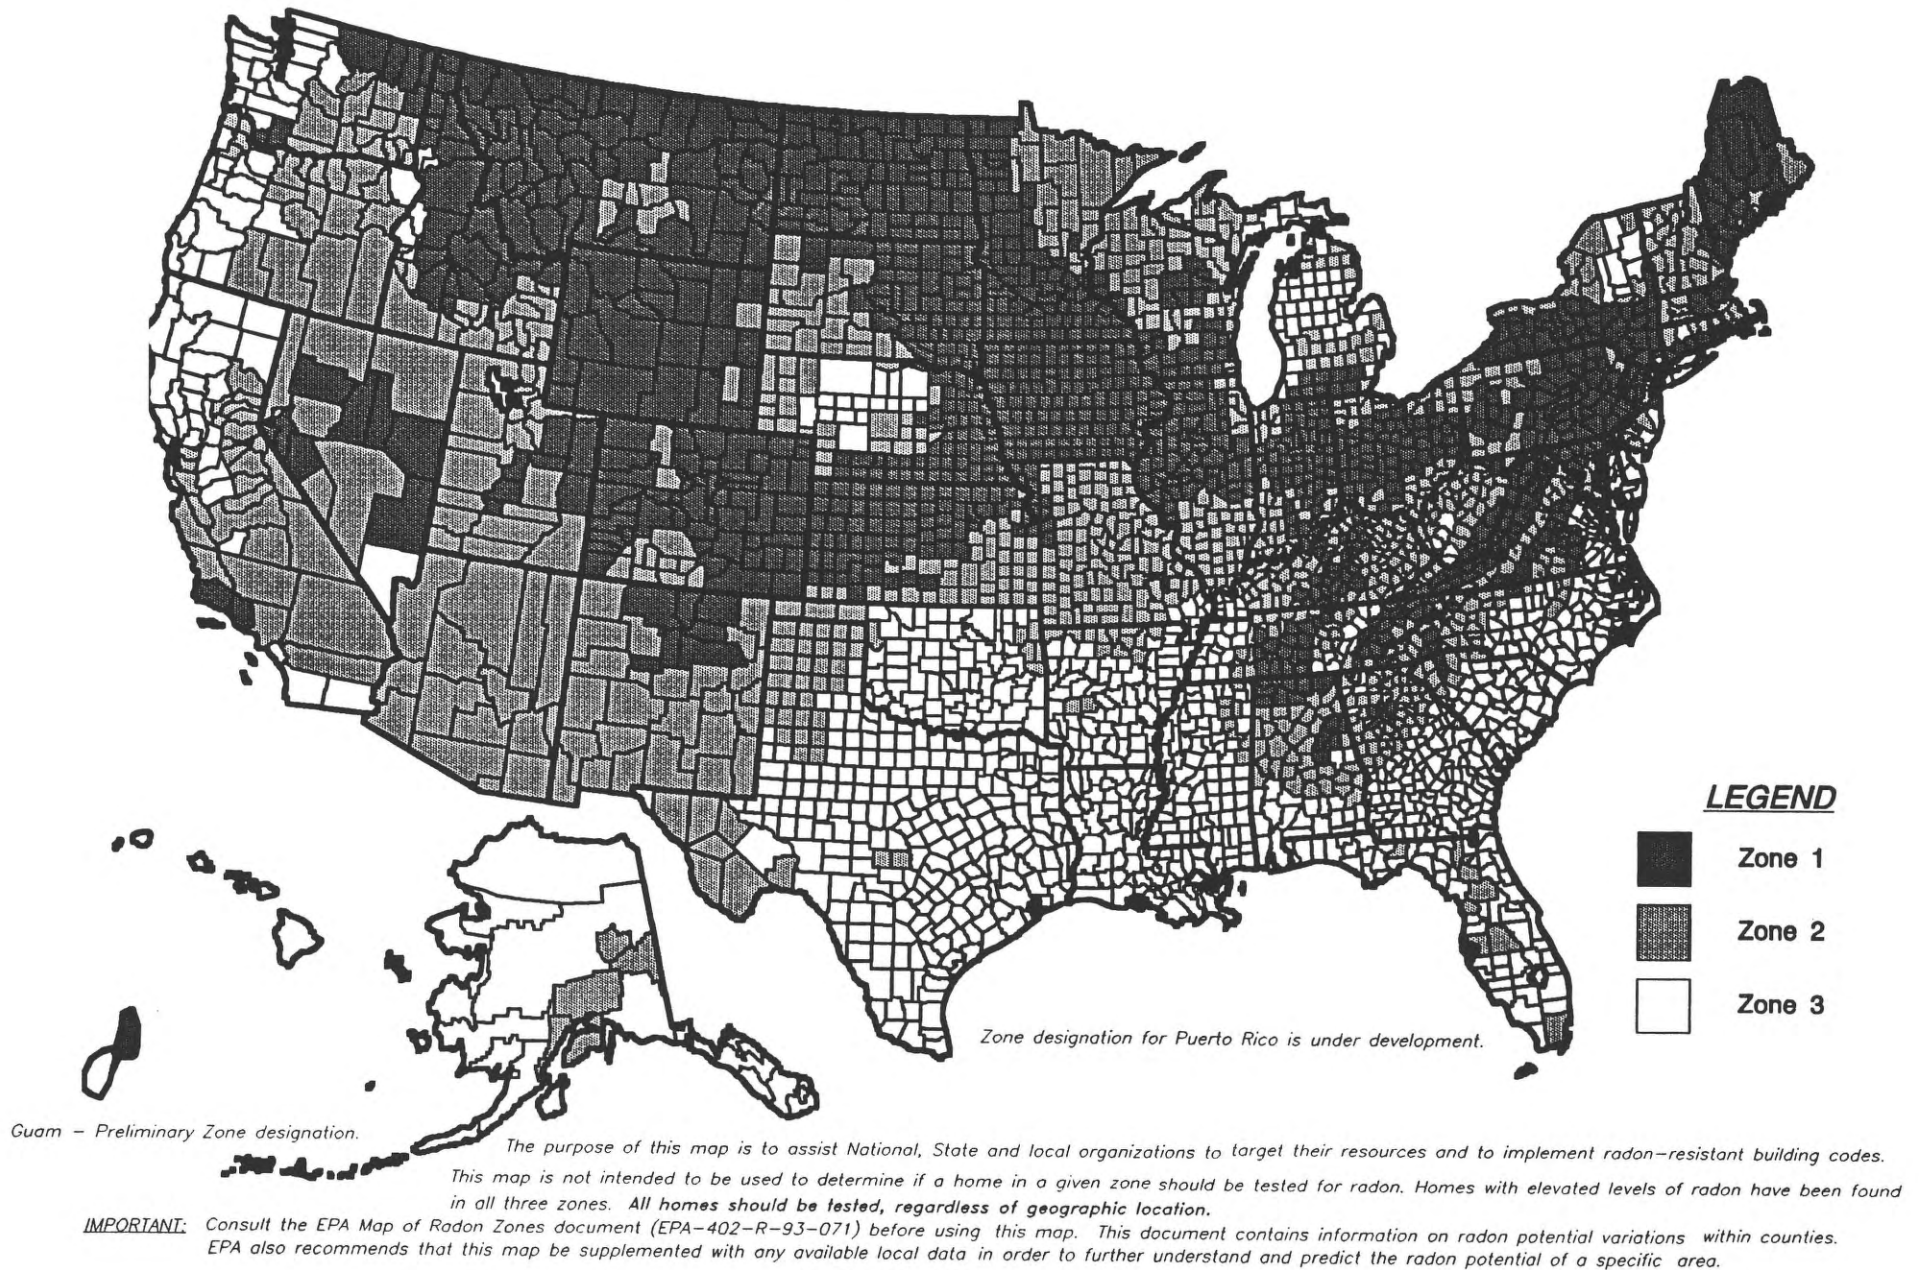 LEGEND
Zone 1
Zone 2
Zone 3
Zone designation for Puerto Rico is under development.
Guam – Preliminary Zone designation.
The purpose of this map is to assist National, State and local organizations to target their resources and to implement radon–resistant building codes.
This map is not intended to be used to determine if a home in a given zone should be tested for radon. Homes with elevated levels of radon have been found
in all three zones. All homes should be tested, regardless of geographic location.
IMPORTANT: Consult the EPA Map of Radon Zones document (EPA–402–R–93–071) before using this map. This document contains information on radon potential variations within counties.
EPA also recommends that this map be supplemented with any available local data in order to further understand and predict the radon potential of a specific area.